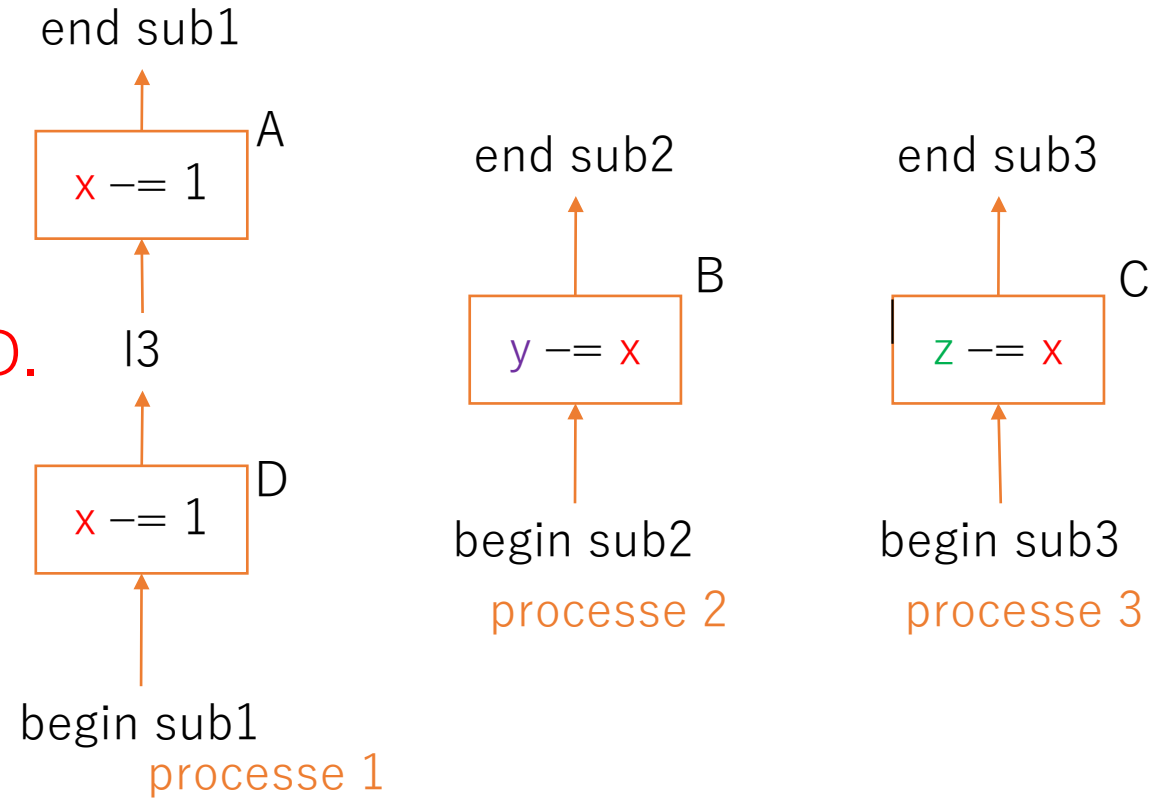 end sub1
A
x −= 1
D.
l3
D
x −= 1
begin sub1
processe 1
end sub2
B
y −= x
begin sub2
processe 2
end sub3
C
z −= x
begin sub3
processe 3